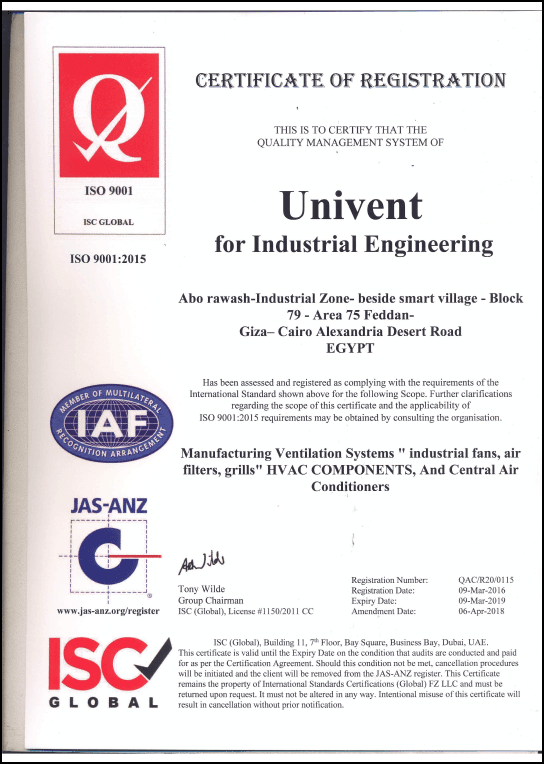 CERTIFICATE OF REGISTRATION
THIS IS TO CERTIFY THAT THE
QUALITY MANAGEMENT SYSTEM OF
Q
ISO 9001
ISC GLOBAL
ISO 9001:2015
Univent
for Industrial Engineering
Abo rawash-Industrial Zone- beside smart village - Block
79 - Area 75 Feddan-
Giza– Cairo Alexandria Desert Road
EGYPT
Has been assessed and registered as complying with the requirements of the
International Standard shown above for the following Scope. Further clarifications
regarding the scope of this certificate and the applicability of
ISO 9001:2015 requirements may be obtained by consulting the organisation.
MEMBER OF MULTILATERAL
IAF
RECOGNITION ARRANGEMENT
Manufacturing Ventilation Systems " industrial fans, air
filters, grills" HVAC COMPONENTS, And Central Air
Conditioners
JAS-ANZ
C
®
www.jas-anz.org/register
Tony Wilde
Group Chairman
ISC (Global), License #1150/2011 CC
Registration Number: QAC/R20/0115
Registration Date: 09-Mar-2016
Expiry Date: 09-Mar-2019
Amendment Date: 06-Apr-2018
ISC
GLOBAL
ISC (Global), Building 11, 7th Floor, Bay Square, Business Bay, Dubai, UAE.
This certificate is valid until the Expiry Date on the condition that audits are conducted and paid
for as per the Certification Agreement. Should this condition not be met, cancellation procedures
will be initiated and the client will be removed from the JAS-ANZ register. This Certificate
remains the property of International Standards Certifications (Global) FZ LLC and must be
returned upon request. It must not be altered in any way. Intentional misuse of this certificate will
result in cancellation without prior notification.